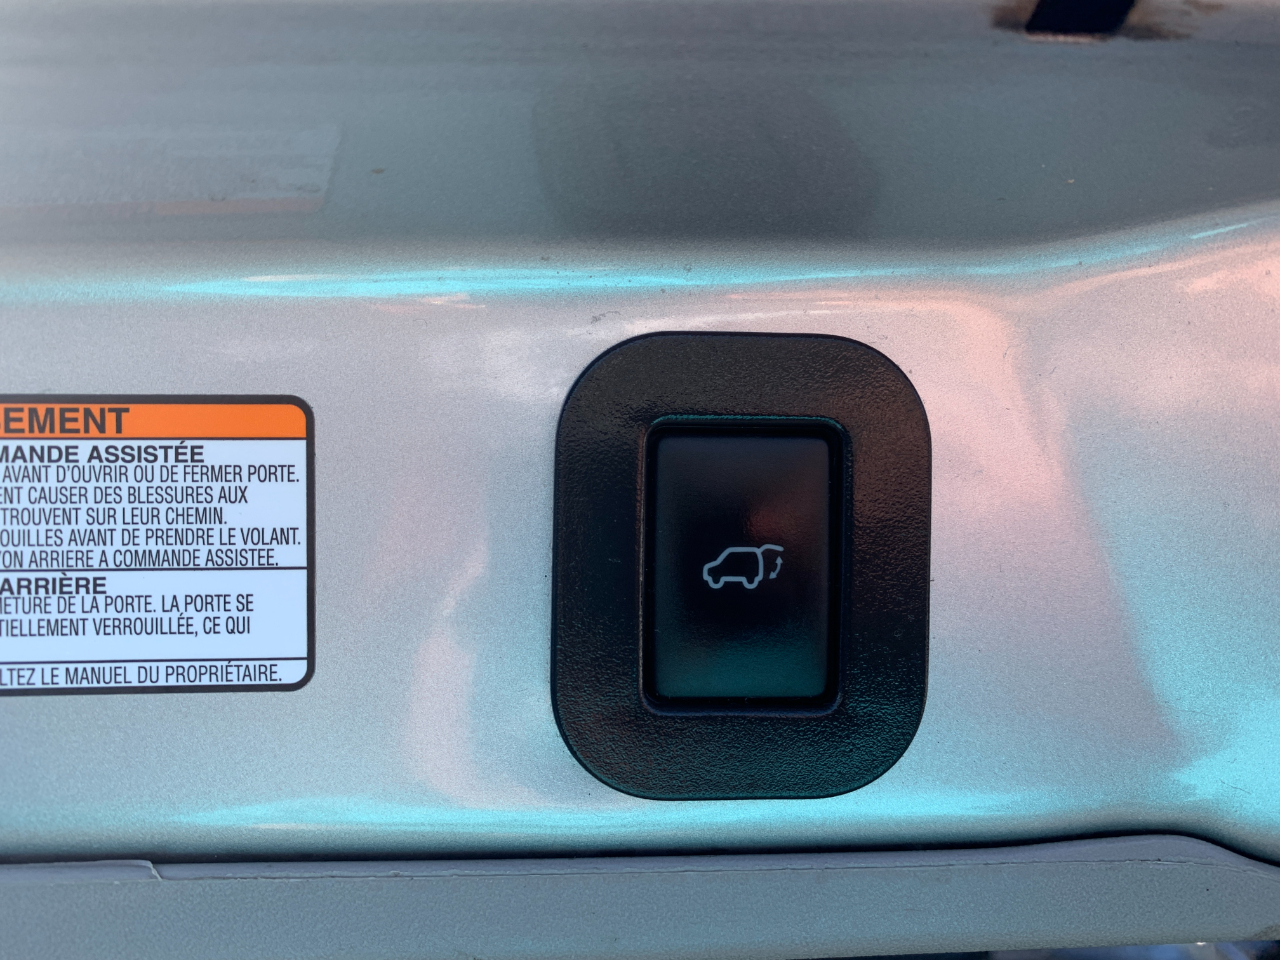 SEMENT
MANDE ASSISTÉE
AVANT D'OUVRIR OU DE FERMER PORTE.
ENT CAUSER DES BLESSURES AUX
TROUVENT SUR LEUR CHEMIN.
OUILLES AVANT DE PRENDRE LE VOLANT.
ON ARRIERE A COMMANDE ASSISTEE.
ARRIÈRE
METURE DE LA PORTE. LA PORTE SE
TIELLEMENT VERROUILLÉE, CE QUI
LTEZ LE MANUEL DU PROPRIÉTAIRE.